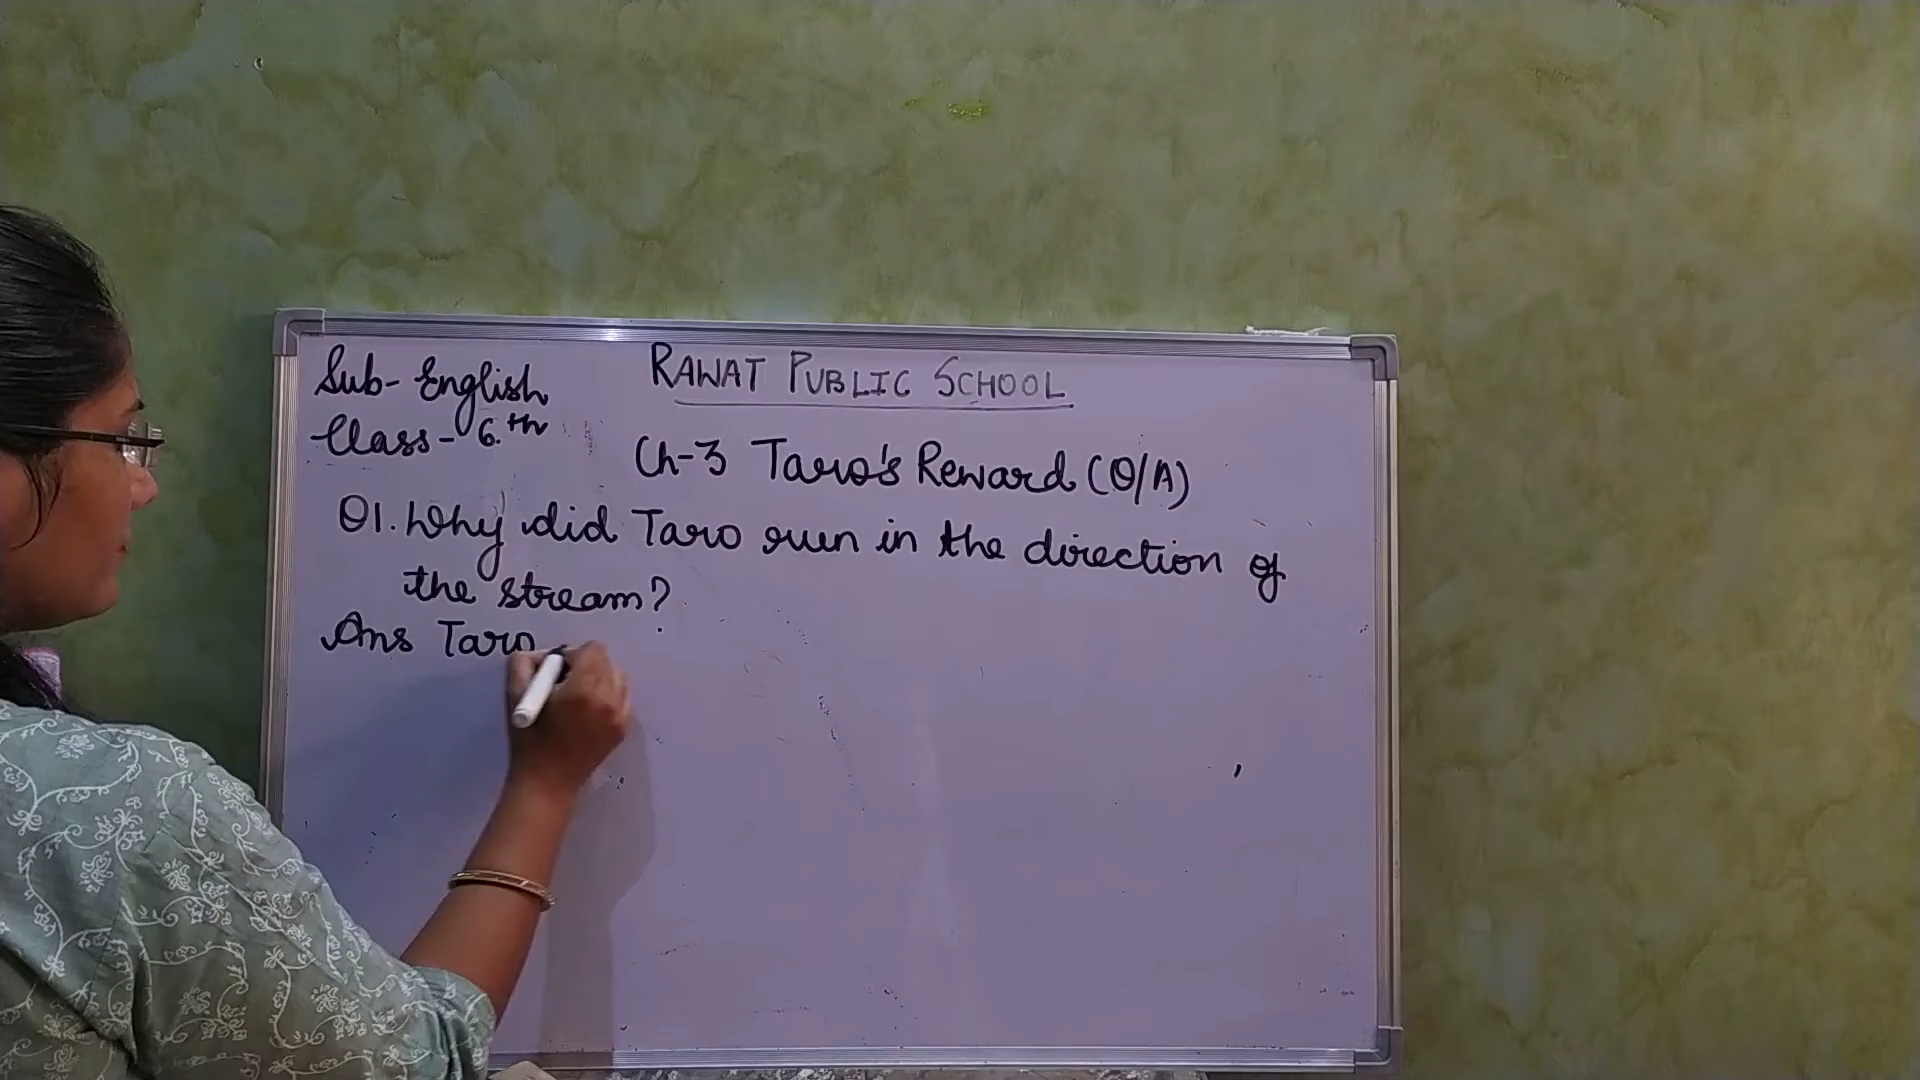 RAWAT PUBLIC SCHOOL
Sub- English
Class- 6.th
Ch-3 Taro's Reward (Q/A)
Q1. Why did Taro run in the direction of
the stream?
Ans Taro